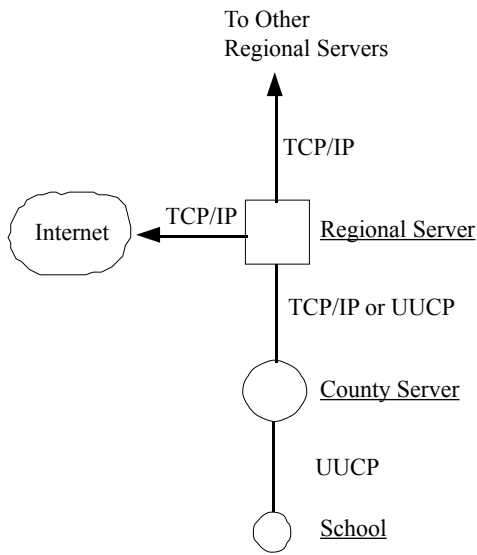 To Other
Regional Servers
TCP/IP
TCP/IP
Internet
Regional Server
TCP/IP or UUCP
County Server
UUCP
School